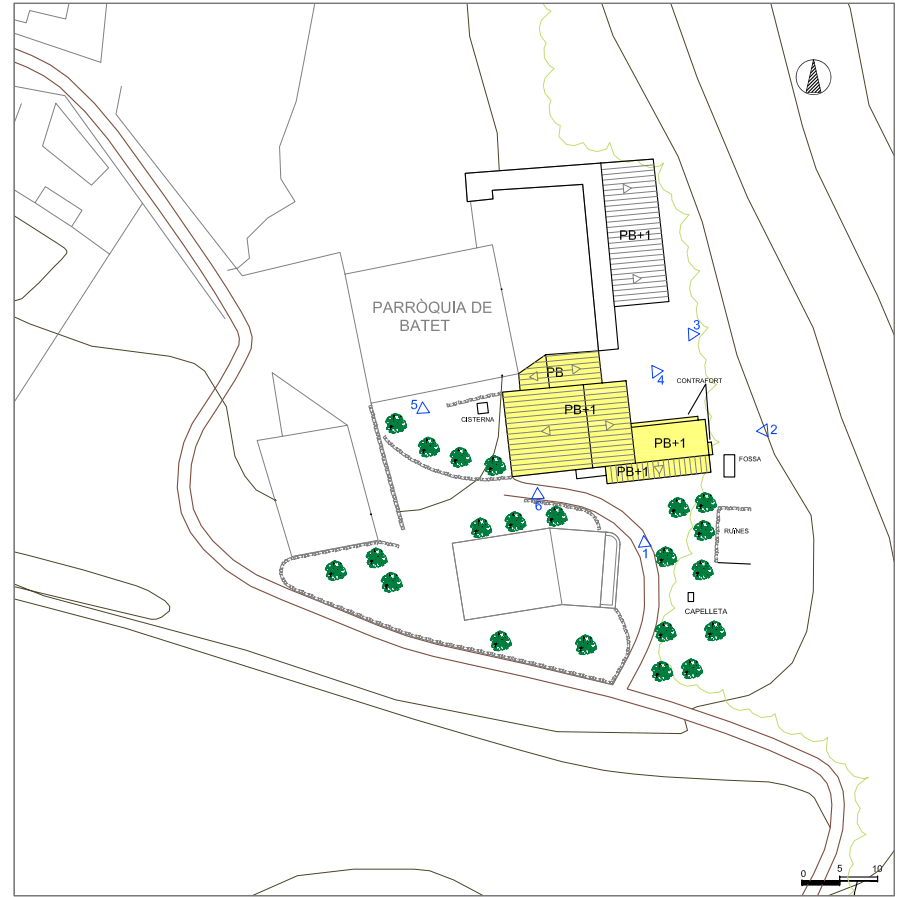 PB+1
PARRÒQUIA DE
BATET
3
PB
4
CONTRAFORT
5
PB+1
CISTERNA
2
PB+1
FOSSA
PB+1
6
RUÏNES
1
CAPELLETA
0 5 10